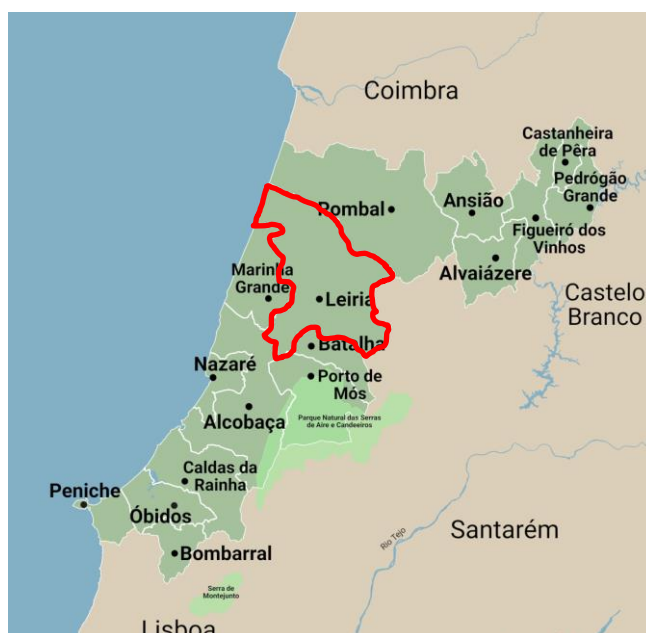 Coimbra
Castanheira
de Pêra
Pedrógão
Grande
Ansião
Pombal
Figueiró dos
Vinhos
Alvaiázere
Marinha
Grande
Leiria
Castelo
Branco
Batalha
Nazaré
Porto de
Mós
Alcobaça
Parque Natural das Serras
de Aire e Candeeiros
Caldas da
Rainha
Peniche
Óbidos
Santarém
Rio Tejo
Bombarral
Serra de
Montejunto
Lisboa